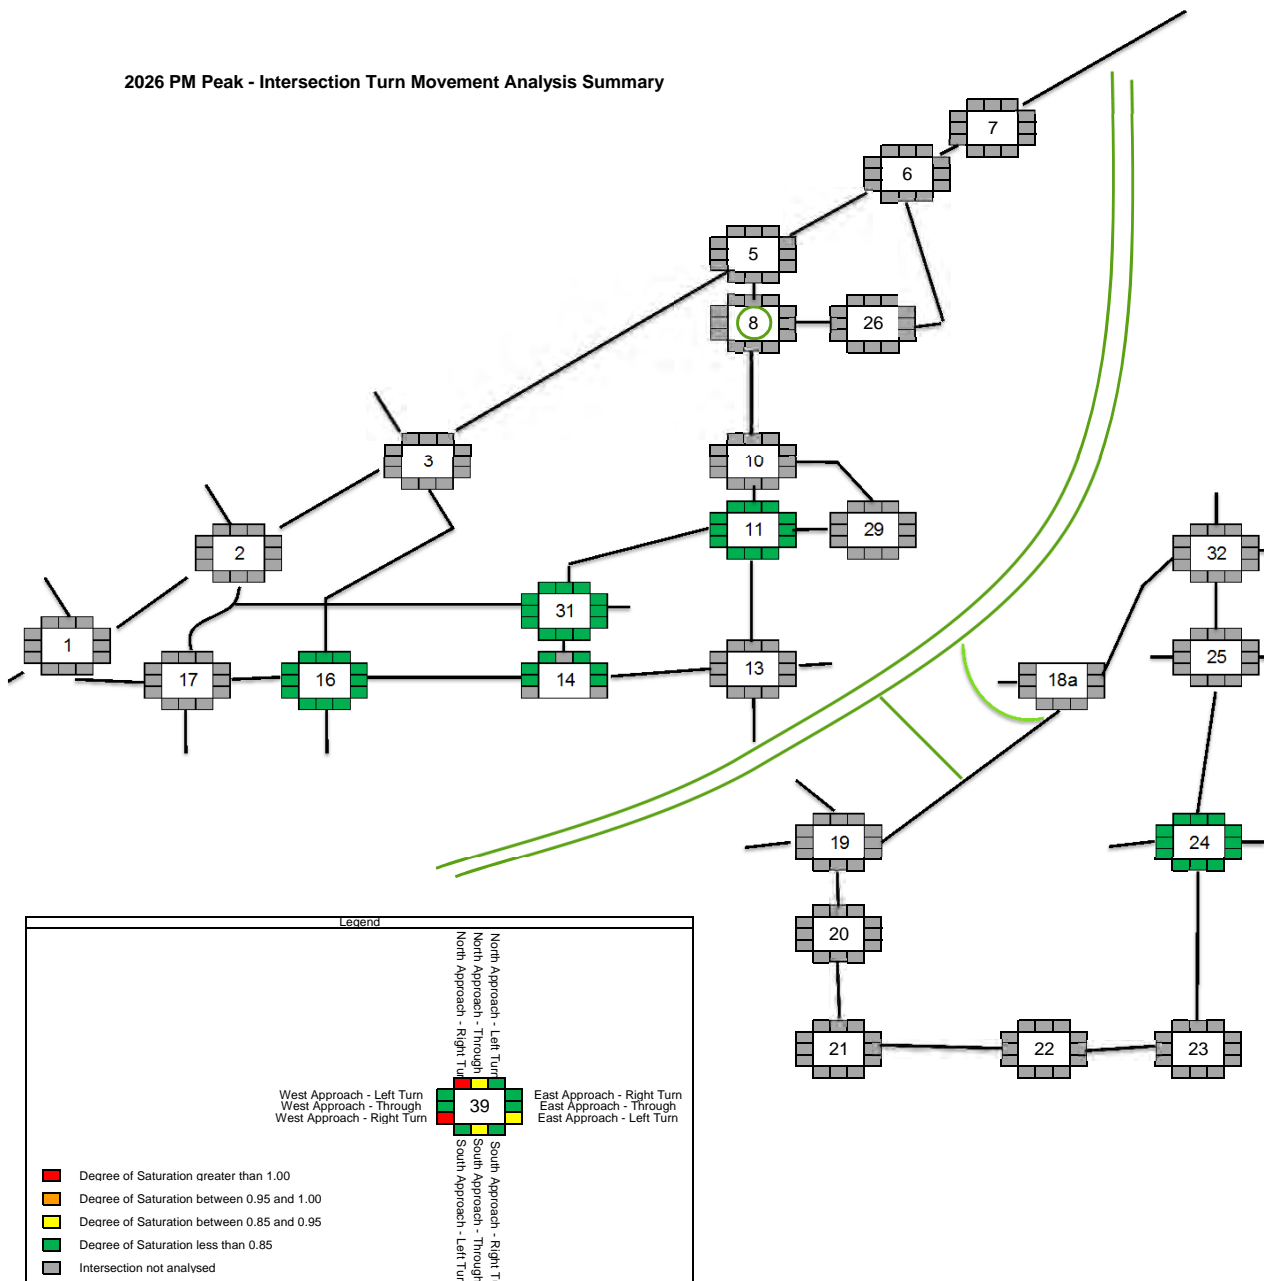 2026 PM Peak - Intersection Turn Movement Analysis Summary
7
6
5
8
26
3
10
11
29
2
32
31
1
17
16
14
13
25
18a
19
24
20
21
22
23
Legend
North Approach - Right Turn
North Approach - Through
North Approach - Left Turn
West Approach - Left Turn
West Approach - Through
West Approach - Right Turn
39
East Approach - Right Turn
East Approach - Through
East Approach - Left Turn
South Approach - Left Tur
South Approach - Through
South Approach - Right T
Degree of Saturation greater than 1.00
Degree of Saturation between 0.95 and 1.00
Degree of Saturation between 0.85 and 0.95
Degree of Saturation less than 0.85
Intersection not analysed